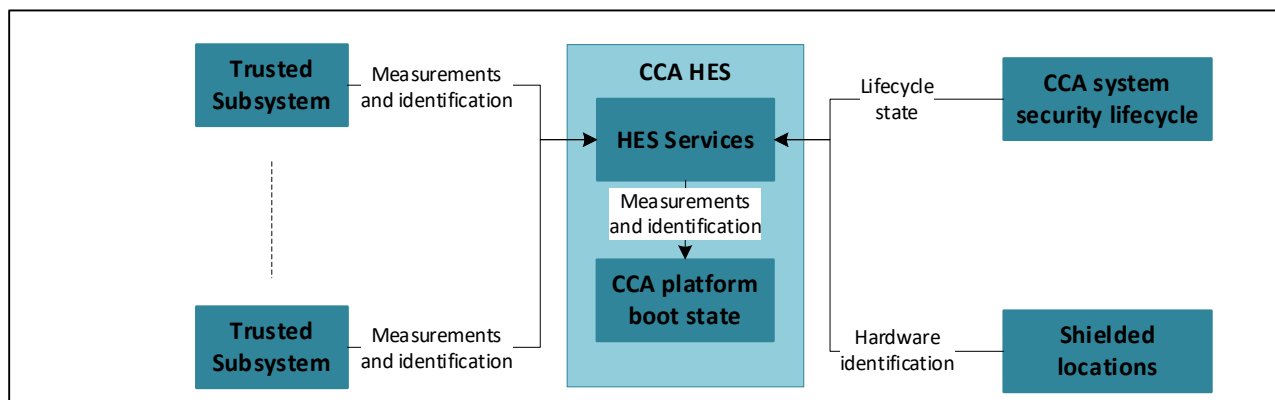 Trusted
Subsystem
Measurements
and identification
Trusted
Subsystem
Measurements
and identification
CCA HES
HES Services
Measurements
and identification
CCA platform
boot state
Lifecycle
state
CCA system
security lifecycle
Hardware
identification
Shielded
locations